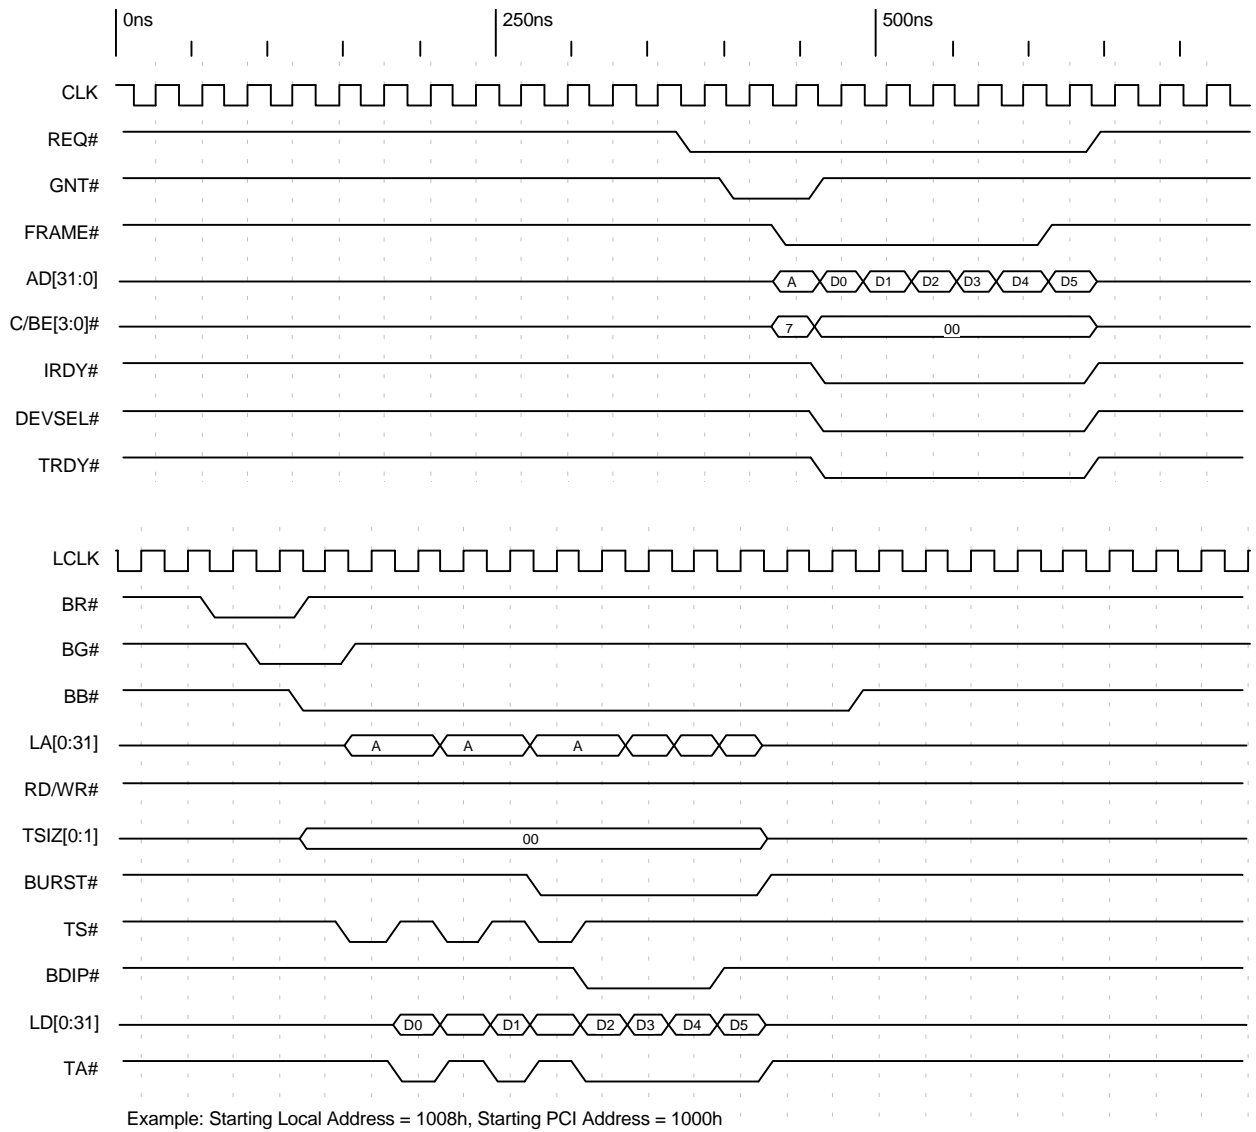 0ns 250ns 500ns
CLK
REQ#
GNT#
FRAME#
AD[31:0] A D0 D1 D2 D3 D4 D5
C/BE[3:0]# 7 00
IRDY#
DEVSEL#
TRDY#
LCLK
BR#
BG#
BB#
LA[0:31] A A A
RD/WR#
TSIZ[0:1] 00
BURST#
TS#
BDIP#
LD[0:31] D0 D1 D2 D3 D4 D5
TA#
Example: Starting Local Address = 1008h, Starting PCI Address = 1000h